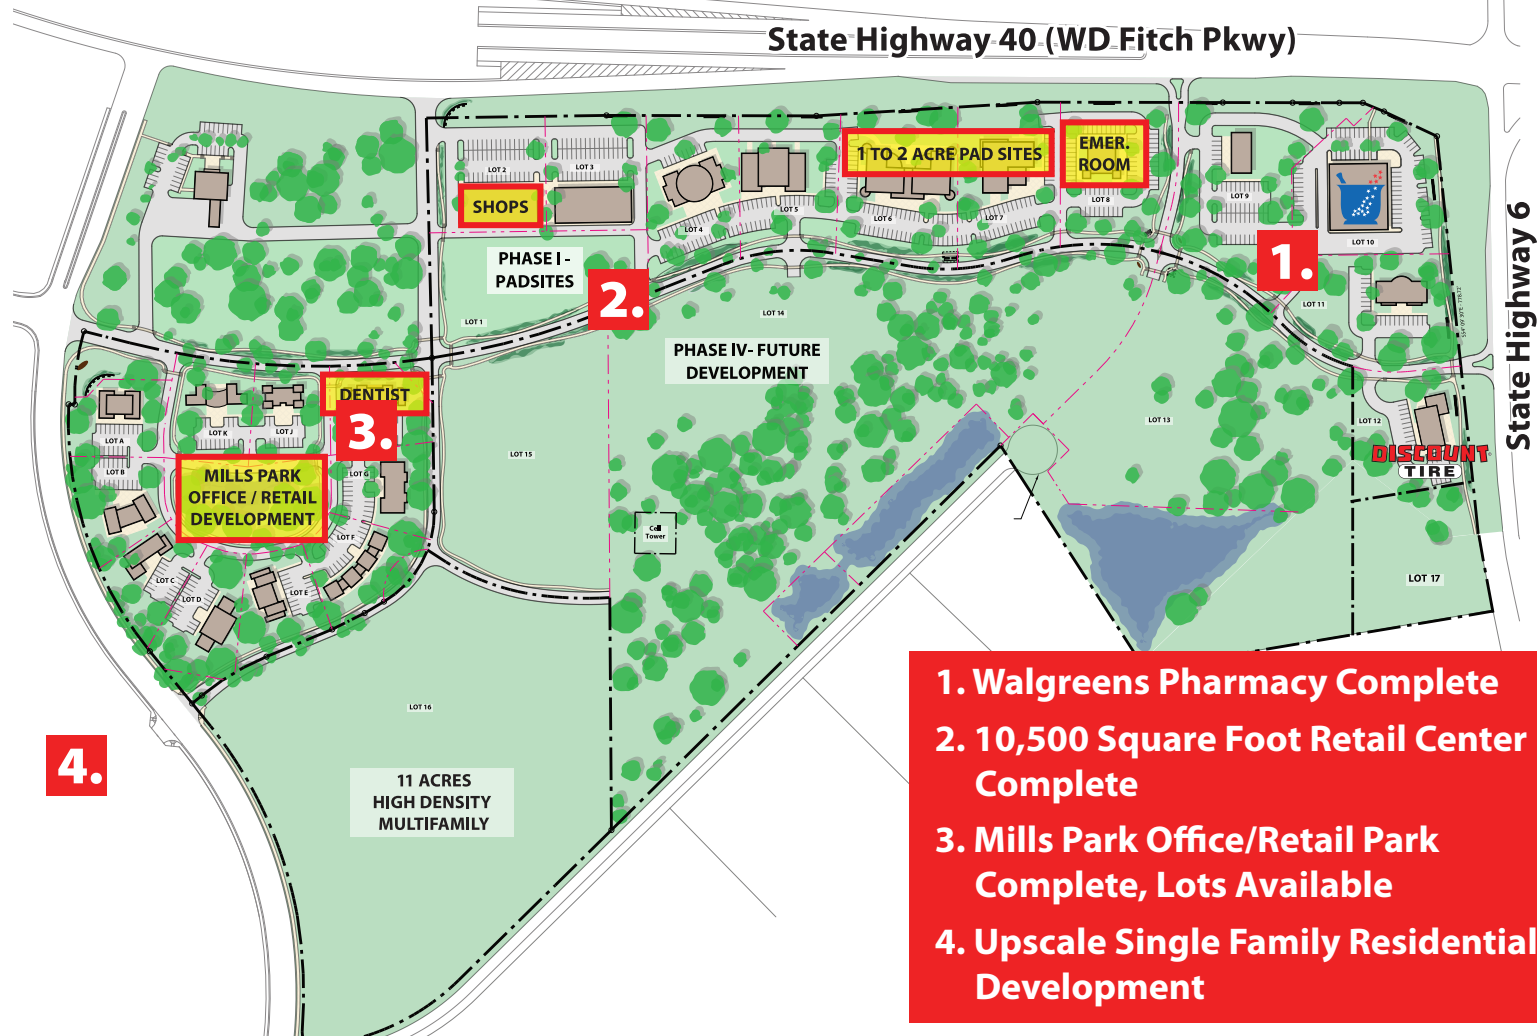 State Highway 40 (WD Fitch Pkwy)
State Highway 6
LOT 2
LOT 3
SHOPS
PHASE I -
PADSITES
2.
LOT 1
LOT 4
LOT 5
1 TO 2 ACRE PAD SITES
LOT 6
LOT 7
EMER.
ROOM
LOT 8
LOT 9
LOT 10
1.
LOT 11
LOT 14
PHASE IV- FUTURE
DEVELOPMENT
LOT 13
LOT 12
DISCOUNT
TIRE
LOT 17
DENTIST
3.
LOT A
LOT B
LOT K
LOT J
LOT G
MILLS PARK
OFFICE / RETAIL
DEVELOPMENT
LOT F
LOT C
LOT D
LOT E
LOT 15
Cell
Tower
LOT 16
11 ACRES
HIGH DENSITY
MULTIFAMILY
4.
1. Walgreens Pharmacy Complete
2. 10,500 Square Foot Retail Center
Complete
3. Mills Park Office/Retail Park
Complete, Lots Available
4. Upscale Single Family Residential
Development